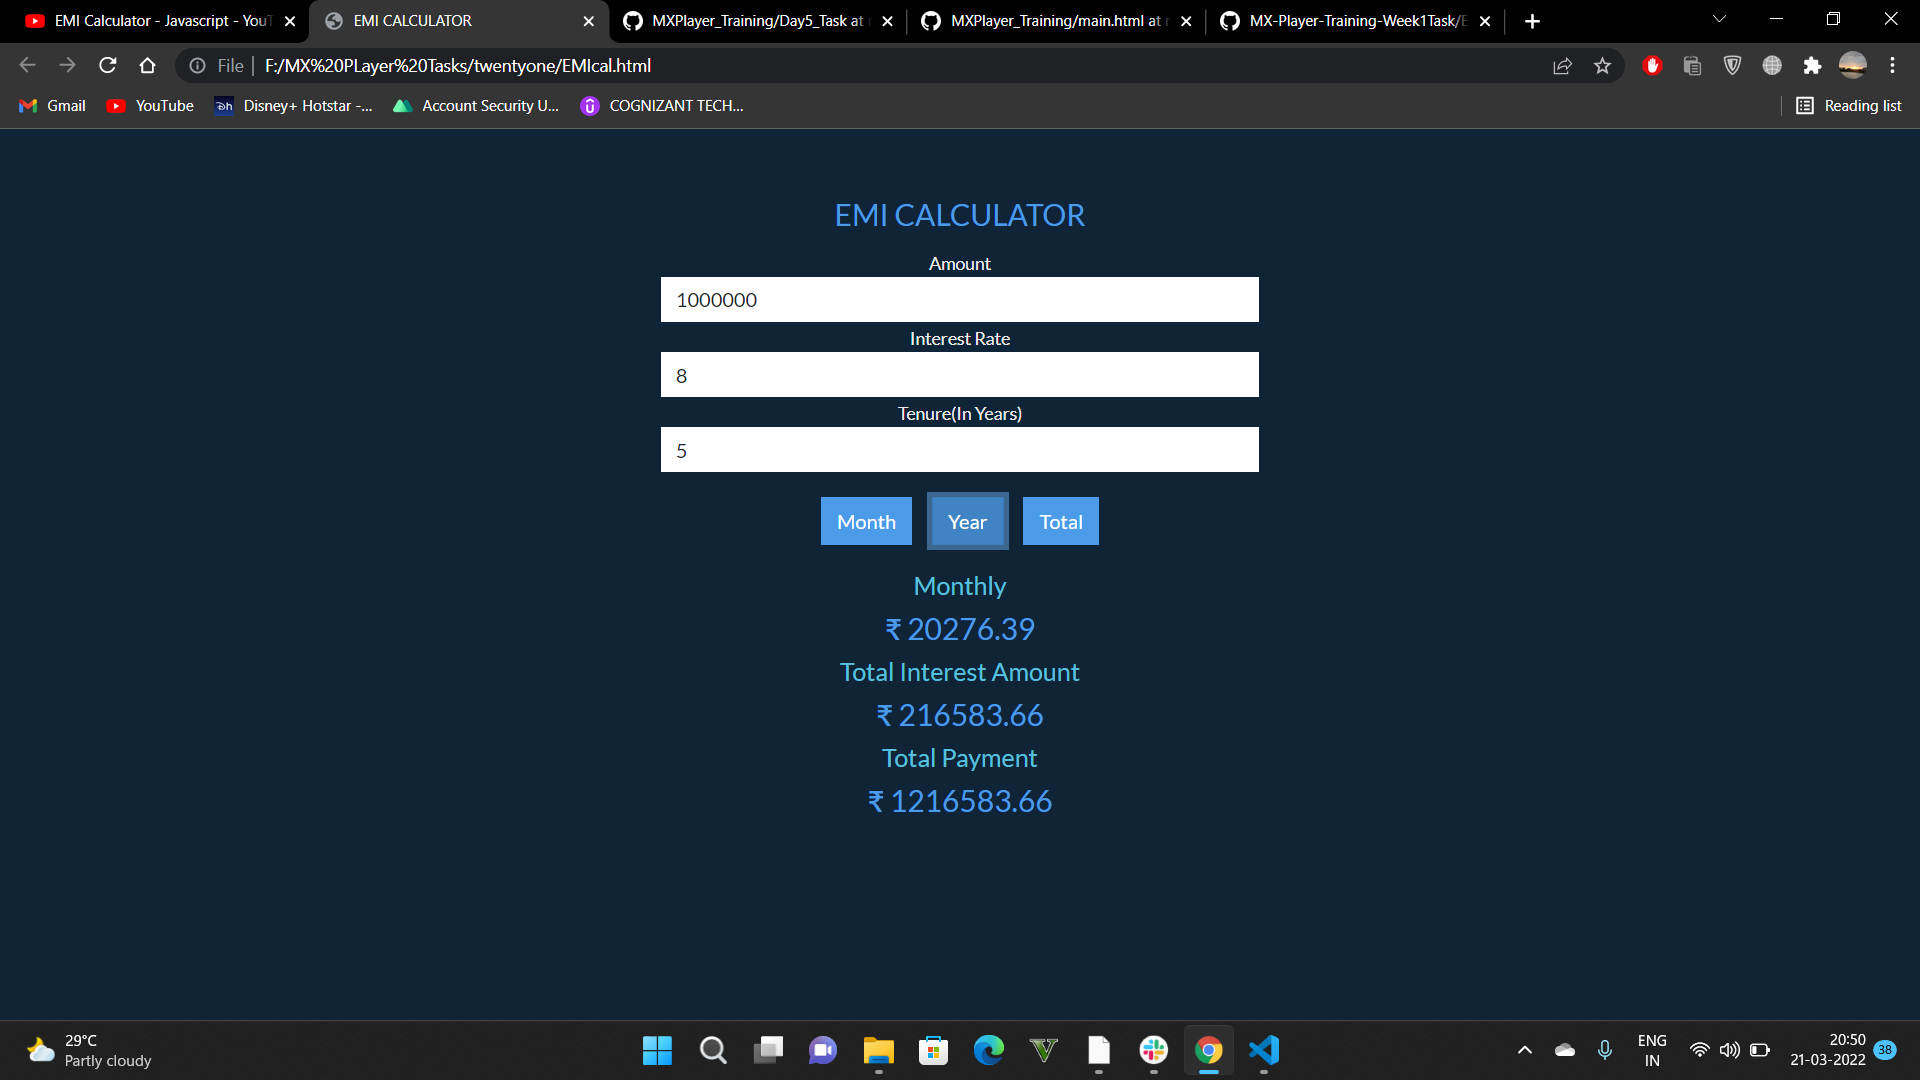 EMI Calculator - Javascript - YouT
EMI CALCULATOR
MXPlayer_Training/Day5_Task at
MXPlayer_Training/main.html at
MX-Player-Training-Week1Task/E
File F:/MX%20PLayer%20Tasks/twentyone/EMIcal.html
Gmail
YouTube
Disney+ Hotstar -...
Account Security U...
COGNIZANT TECH...
Reading list
EMI CALCULATOR
Amount
1000000
Interest Rate
8
Tenure(In Years)
5
Month
Year
Total
Monthly
₹ 20276.39
Total Interest Amount
₹ 216583.66
Total Payment
₹ 1216583.66
29°C
Partly cloudy
ENG
IN
20:50
21-03-2022
38